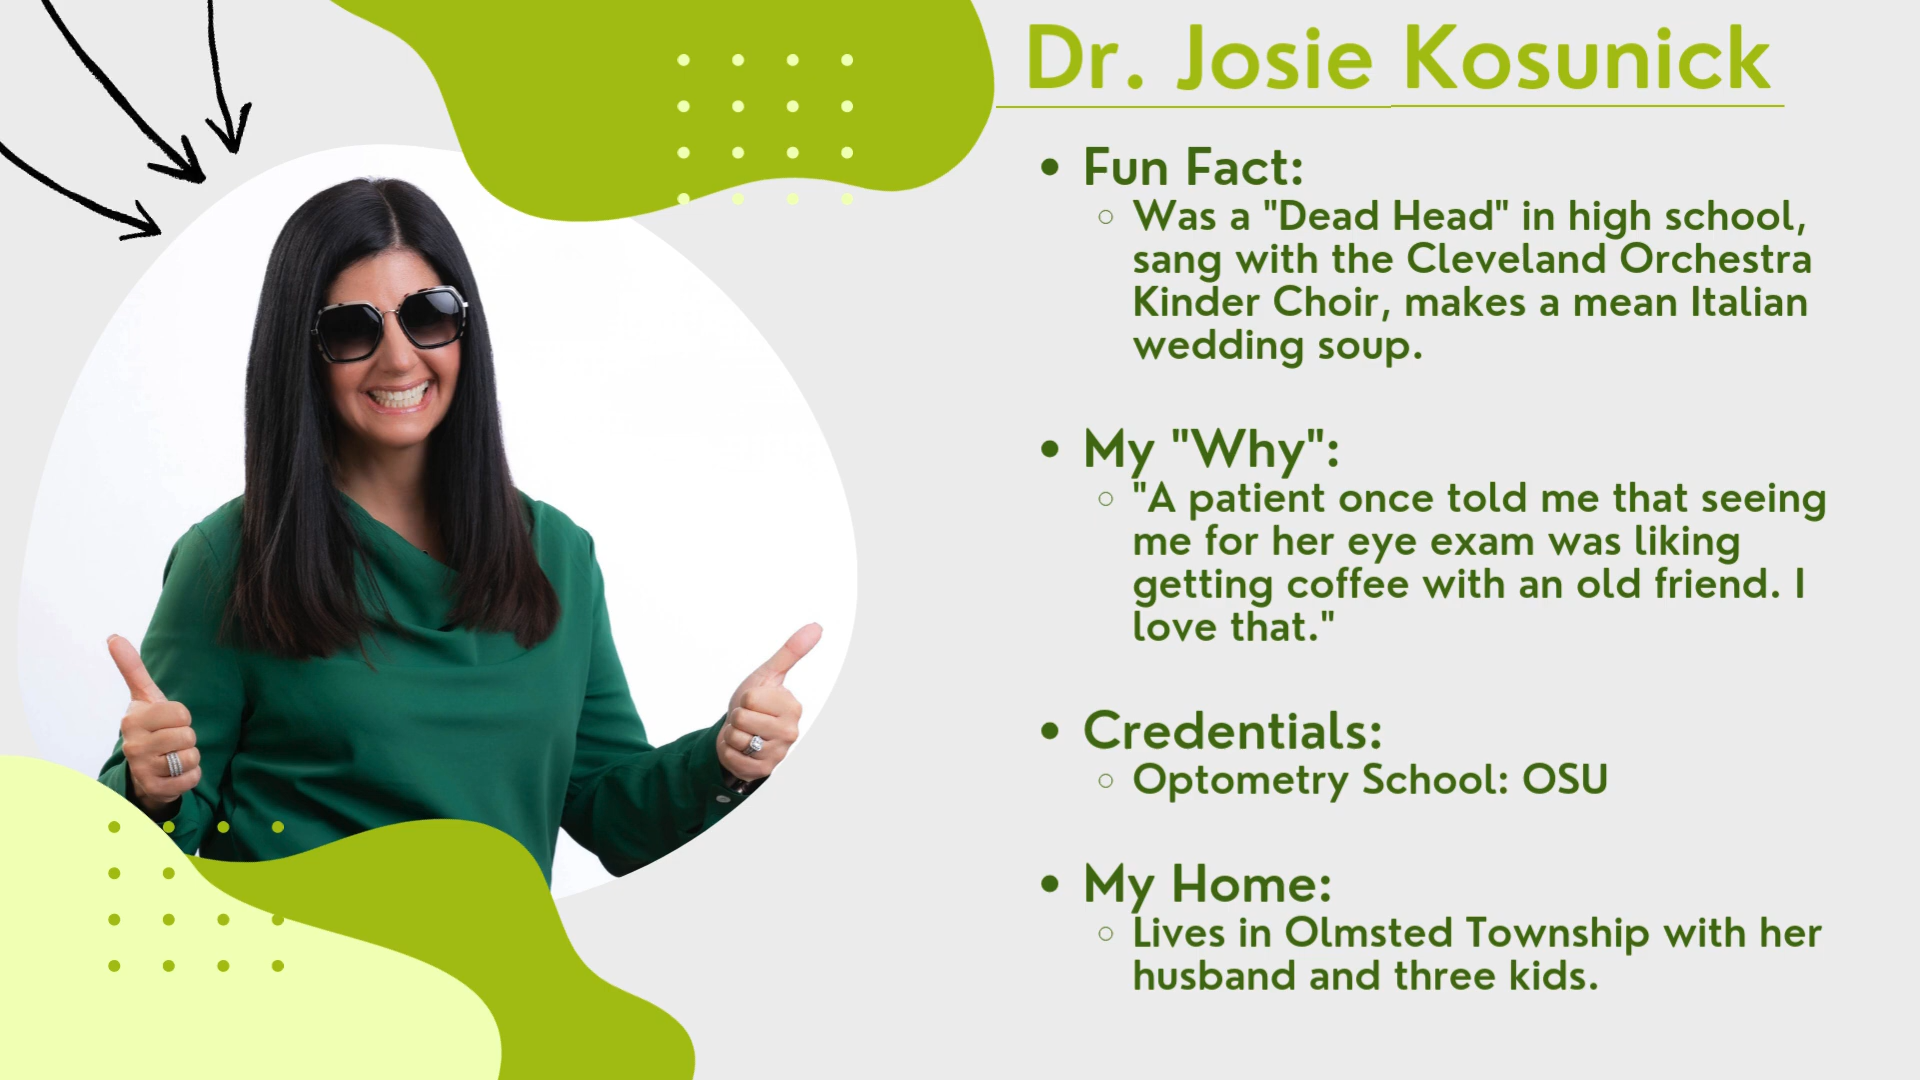 Dr. Josie Kosunick
Fun Fact:
Was a "Dead Head" in high school,
sang with the Cleveland Orchestra
Kinder Choir, makes a mean Italian
wedding soup.
My "Why":
"A patient once told me that seeing
me for her eye exam was liking
getting coffee with an old friend. I
love that."
Credentials:
Optometry School: OSU
My Home:
Lives in Olmsted Township with her
husband and three kids.